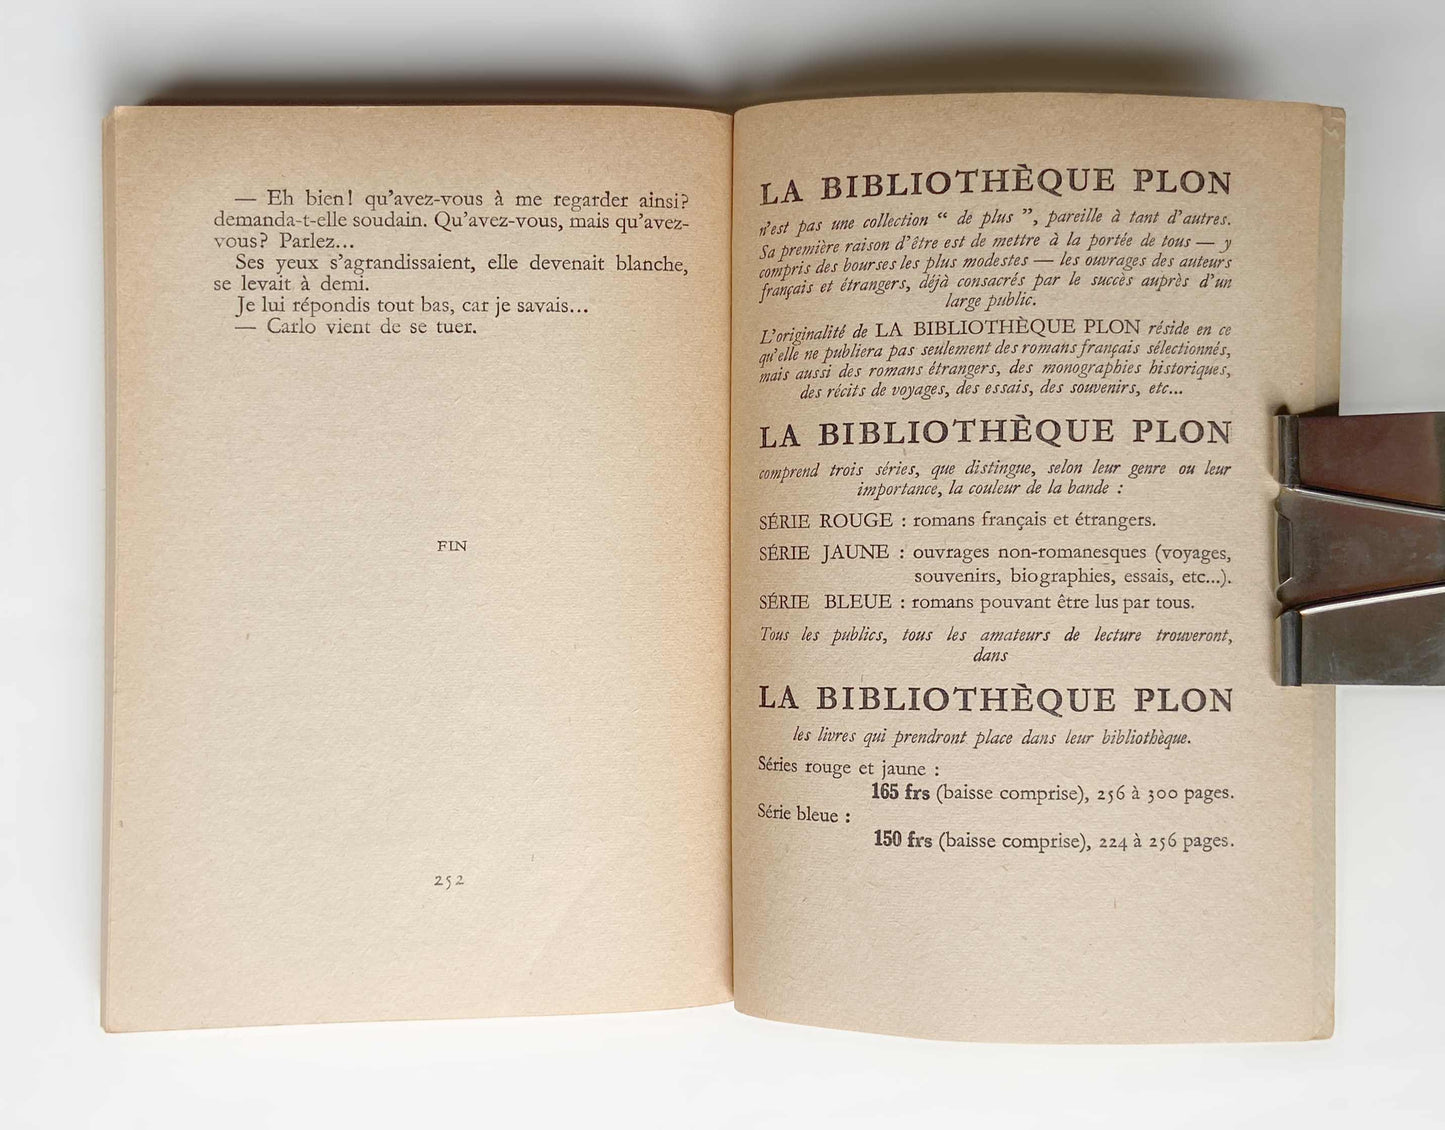 — Eh bien! qu'avez-vous à me regarder ainsi?
demanda-t-elle soudain. Qu'avez-vous, mais qu'avez-
vous? Parlez...
Ses yeux s'agrandissaient, elle devenait blanche,
se levait à demi.
Je lui répondis tout bas, car je savais...
— Carlo vient de se tuer.
FIN
252
LA BIBLIOTHÈQUE PLON
n'est pas une collection “ de plus ”, pareille à tant d'autres.
Sa première raison d'être est de mettre à la portée de tous — y
compris des bourses les plus modestes — les ouvrages des auteurs
français et étrangers, déjà consacrés par le succès auprès d'un
large public.
L'originalité de LA BIBLIOTHÈQUE PLON réside en ce
qu'elle ne publiera pas seulement des romans français sélectionnés,
mais aussi des romans étrangers, des monographies historiques,
des récits de voyages, des essais, des souvenirs, etc...
LA BIBLIOTHÈQUE PLON
comprend trois séries, que distingue, selon leur genre ou leur
importance, la couleur de la bande :
SÉRIE ROUGE : romans français et étrangers.
SÉRIE JAUNE : ouvrages non-romanesques (voyages,
souvenirs, biographies, essais, etc...).
SÉRIE BLEUE : romans pouvant être lus par tous.
Tous les publics, tous les amateurs de lecture trouveront,
dans
LA BIBLIOTHÈQUE PLON
les livres qui prendront place dans leur bibliothèque.
Séries rouge et jaune :
165 frs (baisse comprise), 256 à 300 pages.
Série bleue :
150 frs (baisse comprise), 224 à 256 pages.